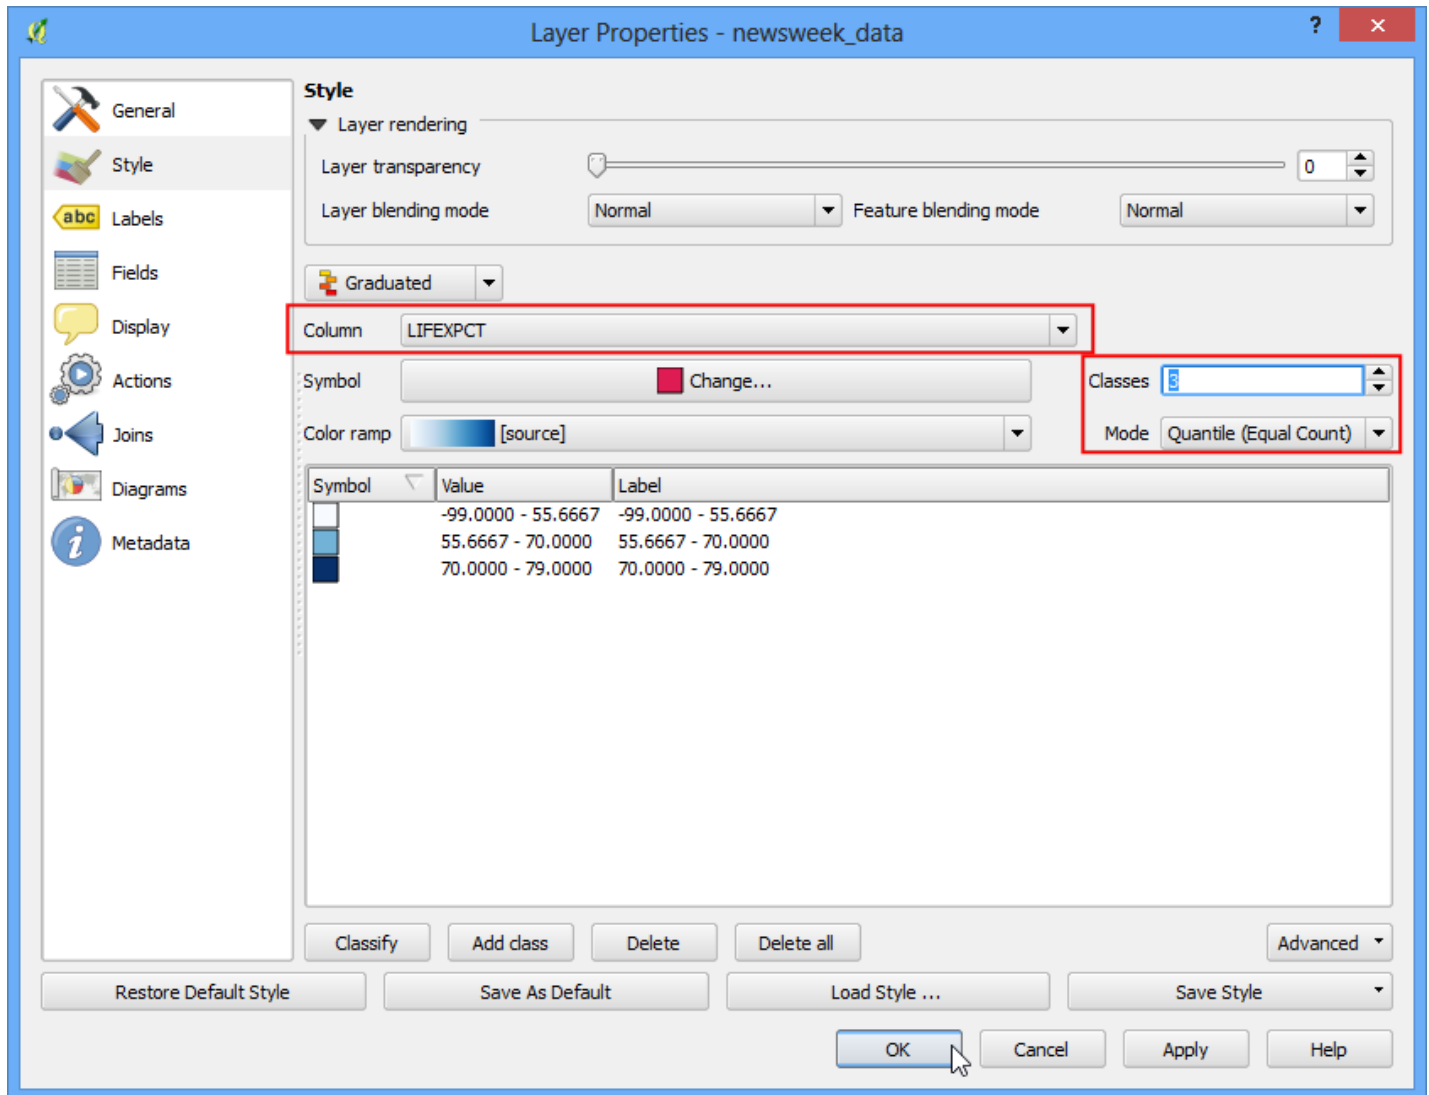 Layer Properties - newsweek_data
?
General
Style
abc Labels
Fields
Display
Actions
Joins
Diagrams
i Metadata
Style
Layer rendering
Layer transparency 0
Layer blending mode Normal Feature blending mode Normal
Graduated
Column LIFEXPCT
Symbol Change... Classes 3
Color ramp [source] Mode Quantile (Equal Count)
Symbol Value Label
-99.0000 - 55.6667 -99.0000 - 55.6667
55.6667 - 70.0000 55.6667 - 70.0000
70.0000 - 79.0000 70.0000 - 79.0000
Classify Add class Delete Delete all Advanced
Restore Default Style Save As Default Load Style ... Save Style
OK Cancel Apply Help